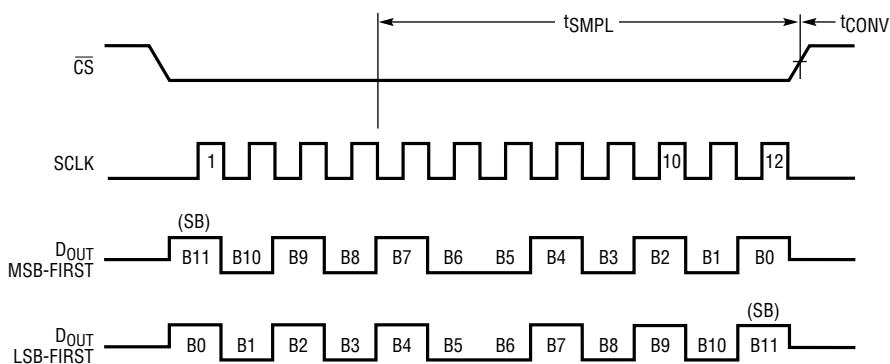 tSMPL tCONV
CS
SCLK 1 10 12
(SB)
DOUT
MSB-FIRST B11 B10 B9 B8 B7 B6 B5 B4 B3 B2 B1 B0
(SB)
DOUT
LSB-FIRST B0 B1 B2 B3 B4 B5 B6 B7 B8 B9 B10 B11